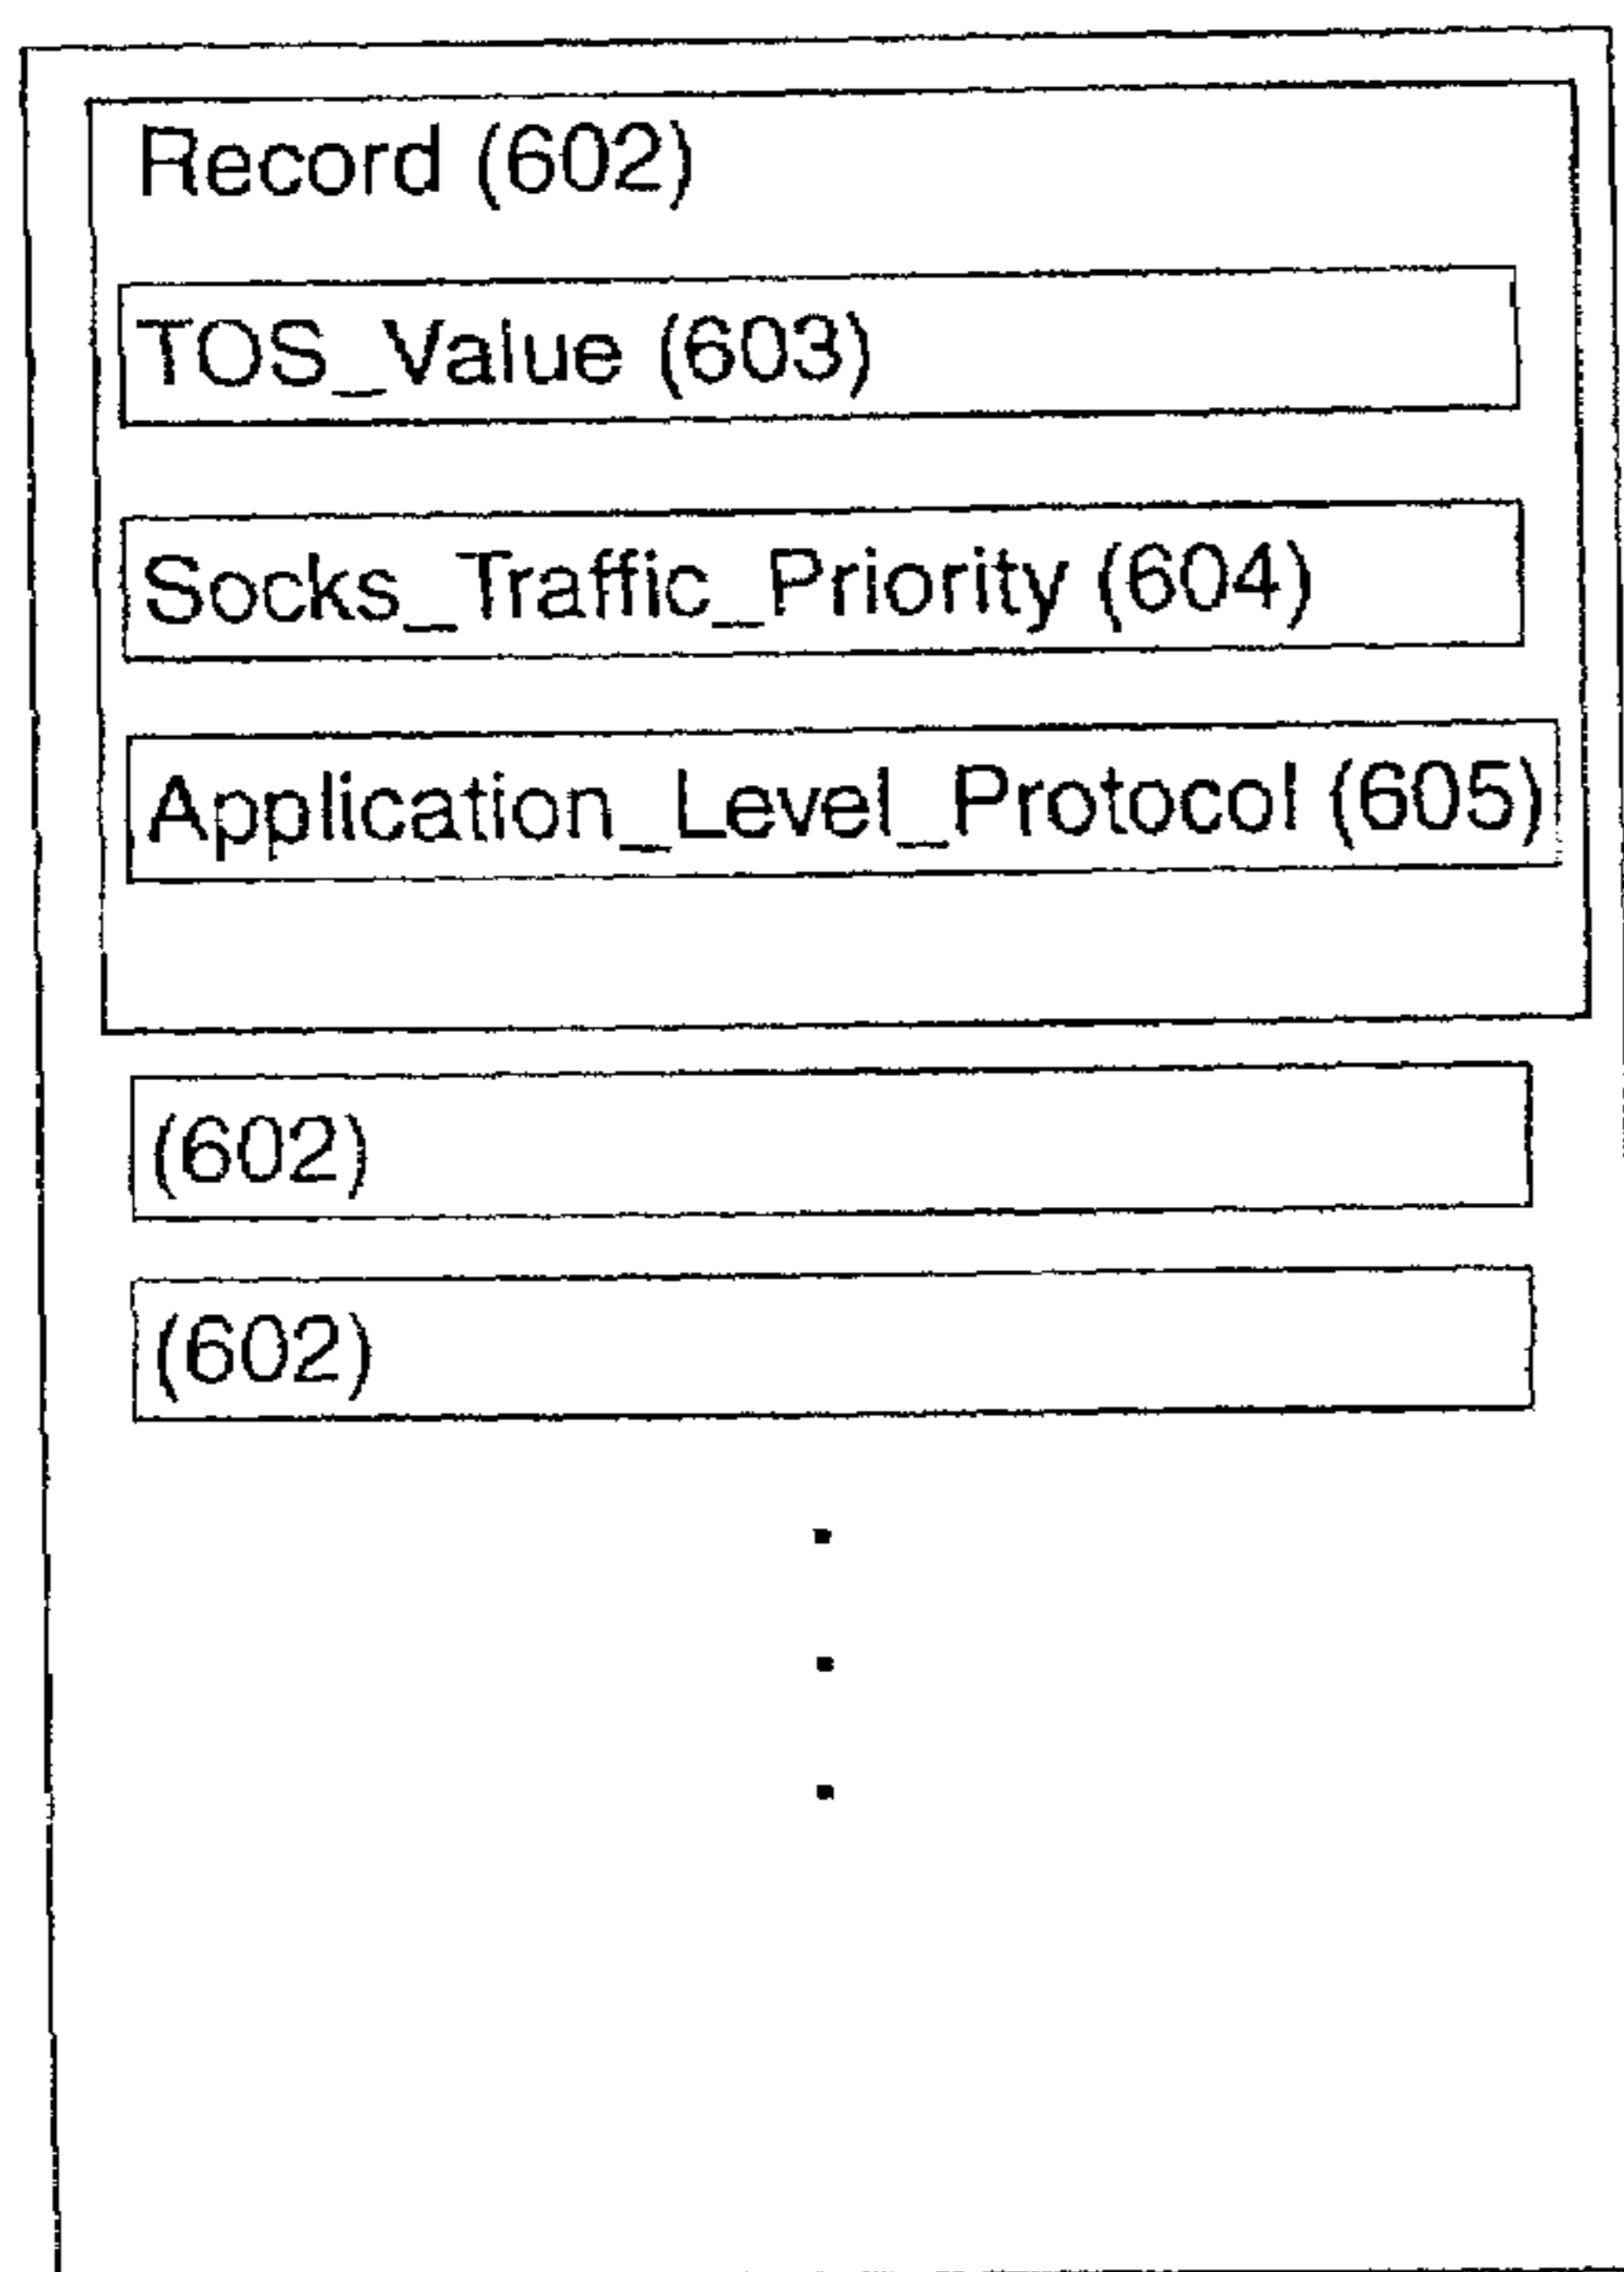 Record (602)
TOS_Value (603)
Socks_Traffic_Priority (604)
Application_Level_Protocol (605)
(602)
(602)